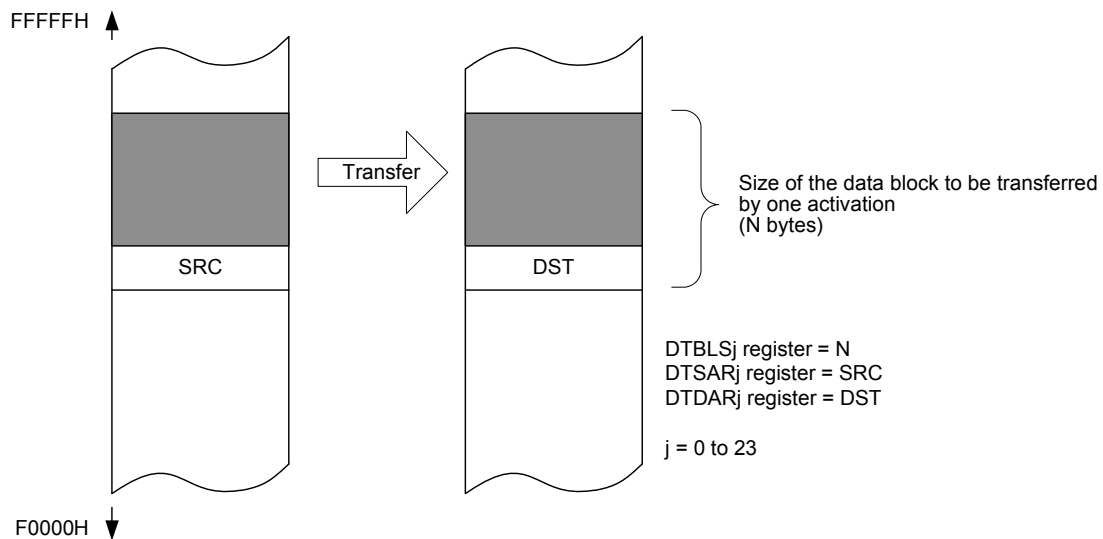 FFFFFH
Transfer
Size of the data block to be transferred
by one activation
(N bytes)
SRC
DST
DTBLSj register = N
DTSARj register = SRC
DTDARj register = DST
j = 0 to 23
F0000H